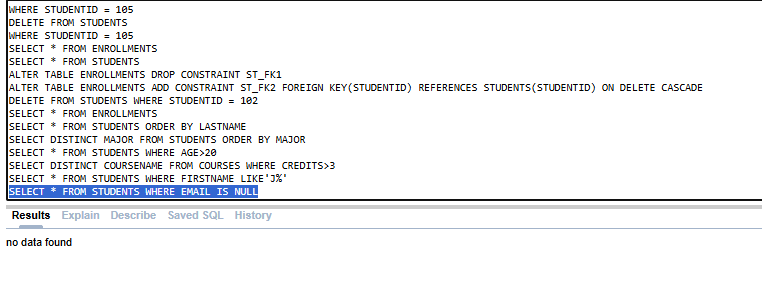 WHERE STUDENTID = 105
DELETE FROM STUDENTS
WHERE STUDENTID = 105
SELECT * FROM ENROLLMENTS
SELECT * FROM STUDENTS
ALTER TABLE ENROLLMENTS DROP CONSTRAINT ST_FK1
ALTER TABLE ENROLLMENTS ADD CONSTRAINT ST_FK2 FOREIGN KEY(STUDENTID) REFERENCES STUDENTS(STUDENTID) ON DELETE CASCADE
DELETE FROM STUDENTS WHERE STUDENTID = 102
SELECT * FROM ENROLLMENTS
SELECT * FROM STUDENTS ORDER BY LASTNAME
SELECT DISTINCT MAJOR FROM STUDENTS ORDER BY MAJOR
SELECT * FROM STUDENTS WHERE AGE>20
SELECT DISTINCT COURSENAME FROM COURSES WHERE CREDITS>3
SELECT * FROM STUDENTS WHERE FIRSTNAME LIKE'J%'
SELECT * FROM STUDENTS WHERE EMAIL IS NULL
Results Explain Describe Saved SQL History
no data found